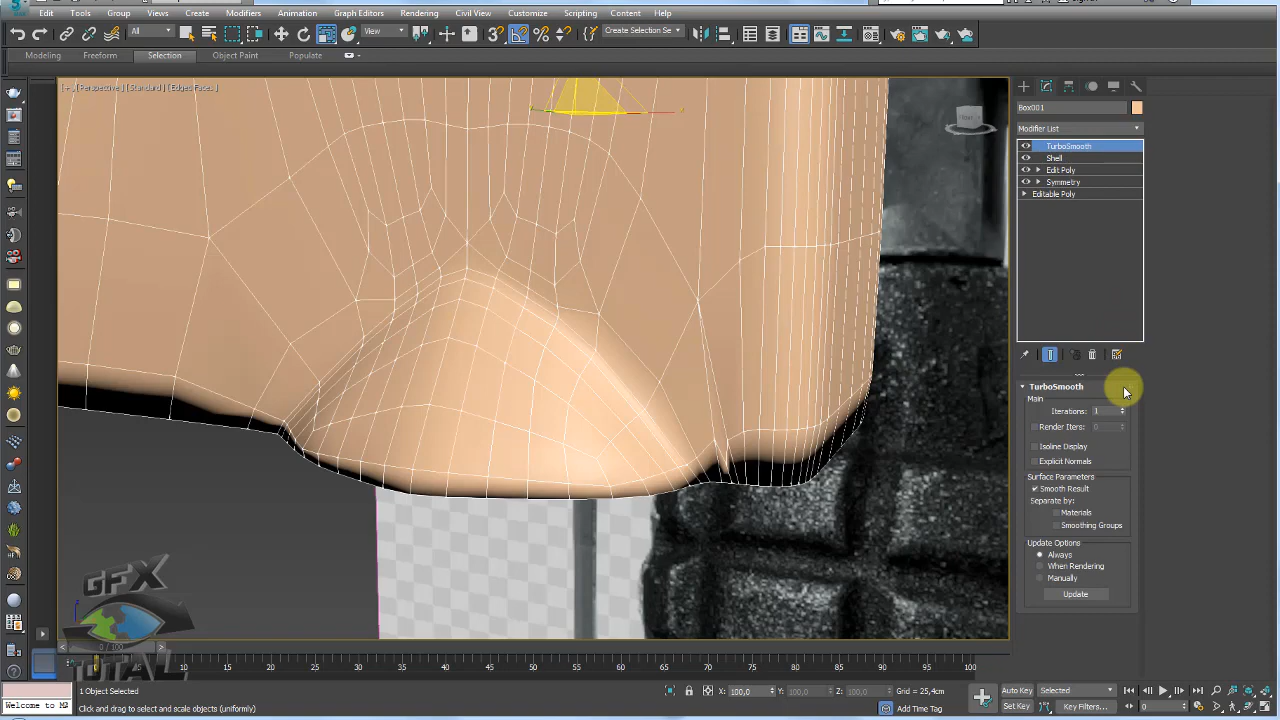 Edit Tools Group Views Create Modifiers Animation Graph Editors Rendering Civil View Customize Scripting Content Help
All View Create Selection Se
Modeling Freeform Selection Object Paint Populate
[+] [Perspective] [Standard] [Edged Faces]
Box001
Modifier List
TurboSmooth
Shell
Edit Poly
Symmetry
Editable Poly
TurboSmooth
Main
Iterations: 1
Render Iters: 0
Isoline Display
Explicit Normals
Surface Parameters
Smooth Result
Separate by:
Materials
Smoothing Groups
Update Options
Always
When Rendering
Manually
Update
GFX
TOTAL
0 / 100
15 20 25 30 35 40 45 50 55 60 65 70 75 80 85 90 95 100
1 Object Selected
X: 100,0 Y: 100,0 Z: 100,0 Grid = 25,4cm
Auto Key Selected
Welcome to M
Click and drag to select and scale objects (uniformly)
Add Time Tag
Set Key Key Filters... 0